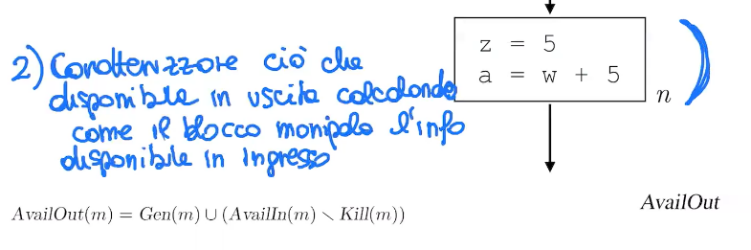 z = 5
a = w + 5
n
2) Caratterizzare ciò che
disponibile in uscita calcolando
come il blocco manipola l'info
disponibile in ingresso
AvailOut
AvailOut(m) = Gen(m) ∪ (AvailIn(m) ∖ Kill(m))